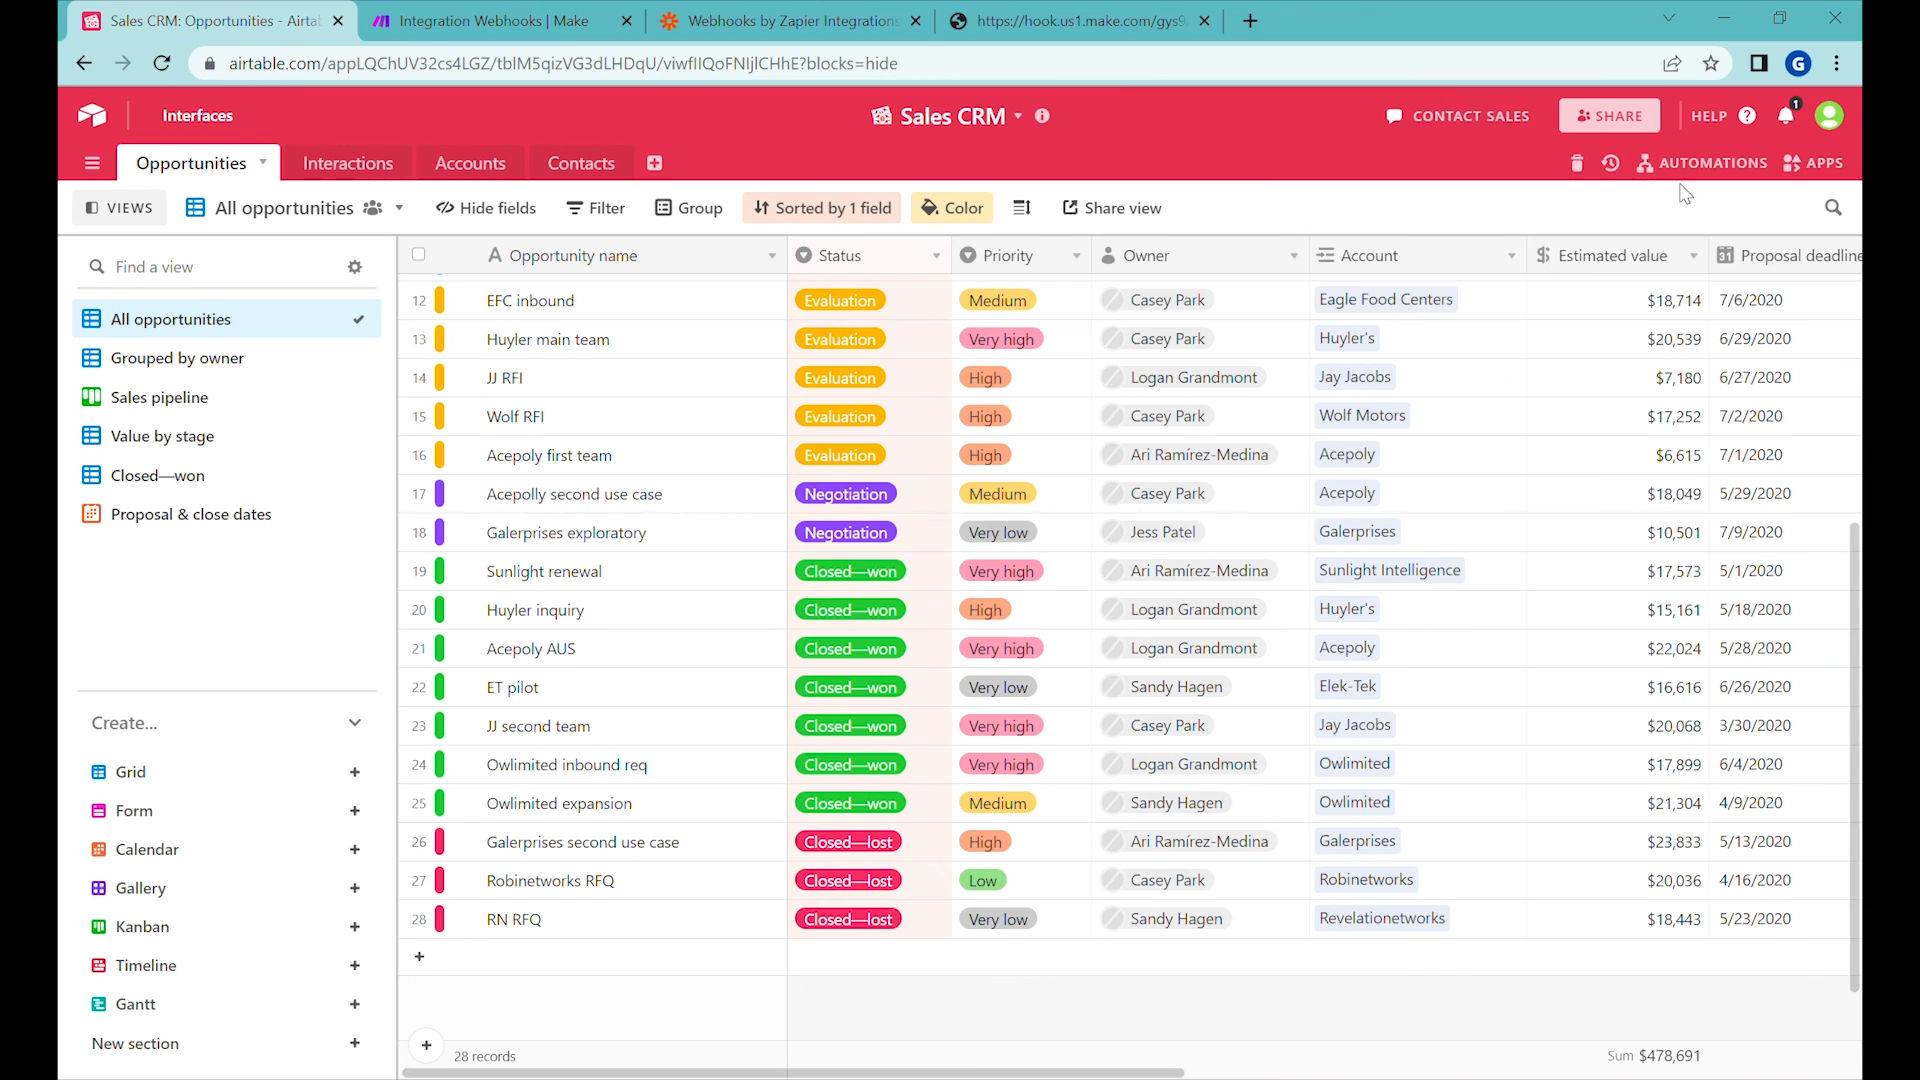 Sales CRM: Opportunities - Airtab
Integration Webhooks | Make
Webhooks by Zapier Integrations
https://hook.us1.make.com/gys9
airtable.com/appLQChUV32cs4LGZ/tblM5qizVG3dLHDqU/viwfIIQoFNIjlCHhE?blocks=hide
G
Interfaces
Sales CRM
CONTACT SALES
SHARE
HELP
1
Opportunities
Interactions
Accounts
Contacts
AUTOMATIONS
APPS
VIEWS
All opportunities
Hide fields
Filter
Group
Sorted by 1 field
Color
Share view
Find a view
All opportunities
Grouped by owner
Sales pipeline
Value by stage
Closed—won
Proposal & close dates
Create...
Grid
Form
Calendar
Gallery
Kanban
Timeline
Gantt
New section
Opportunity name Status Priority Owner Account Estimated value Proposal deadline
12 EFC inbound Evaluation Medium Casey Park Eagle Food Centers $18,714 7/6/2020
13 Huyler main team Evaluation Very high Casey Park Huyler's $20,539 6/29/2020
14 JJ RFI Evaluation High Logan Grandmont Jay Jacobs $7,180 6/27/2020
15 Wolf RFI Evaluation High Casey Park Wolf Motors $17,252 7/2/2020
16 Acepoly first team Evaluation High Ari Ramírez-Medina Acepoly $6,615 7/1/2020
17 Acepolly second use case Negotiation Medium Casey Park Acepoly $18,049 5/29/2020
18 Galerprises exploratory Negotiation Very low Jess Patel Galerprises $10,501 7/9/2020
19 Sunlight renewal Closed—won Very high Ari Ramírez-Medina Sunlight Intelligence $17,573 5/1/2020
20 Huyler inquiry Closed—won High Logan Grandmont Huyler's $15,161 5/18/2020
21 Acepoly AUS Closed—won Very high Logan Grandmont Acepoly $22,024 5/28/2020
22 ET pilot Closed—won Very low Sandy Hagen Elek-Tek $16,616 6/26/2020
23 JJ second team Closed—won Very high Casey Park Jay Jacobs $20,068 3/30/2020
24 Owlimited inbound req Closed—won Very high Logan Grandmont Owlimited $17,899 6/4/2020
25 Owlimited expansion Closed—won Medium Sandy Hagen Owlimited $21,304 4/9/2020
26 Galerprises second use case Closed—lost High Ari Ramírez-Medina Galerprises $23,833 5/13/2020
27 Robinetworks RFQ Closed—lost Low Casey Park Robinetworks $20,036 4/16/2020
28 RN RFQ Closed—lost Very low Sandy Hagen Revelationetworks $18,443 5/23/2020
28 records
Sum $478,691